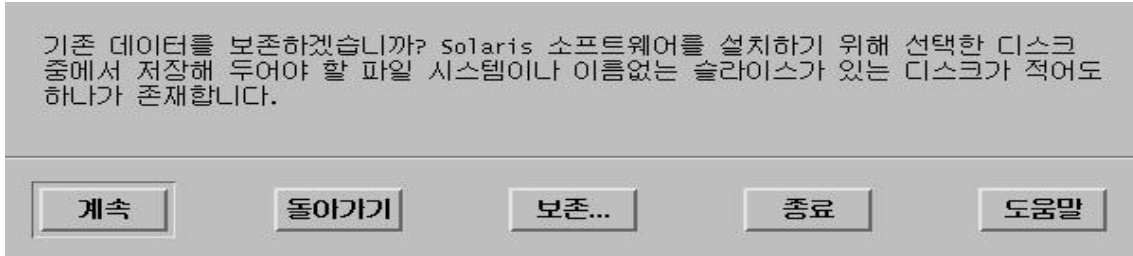 기존 데이터를 보존하겠습니까? Solaris 소프트웨어를 설치하기 위해 선택한 디스크
중에서 저장해 두어야 할 파일 시스템이나 이름없는 슬라이스가 있는 디스크가 적어도
하나가 존재합니다.
계속 돌아가기 보존... 종료 도움말